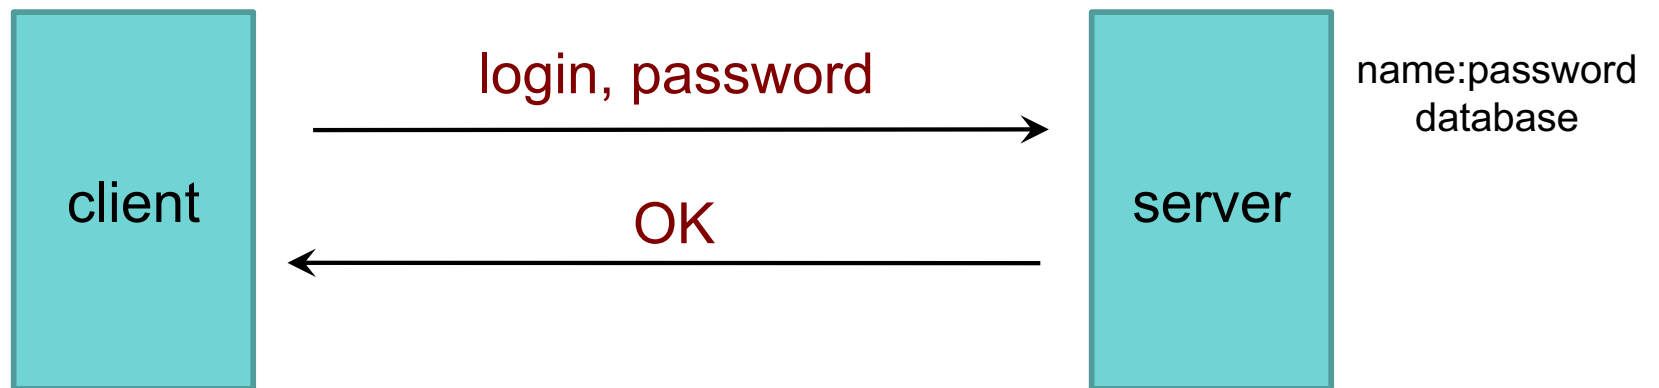 login, password
name:password
database
client
OK
server